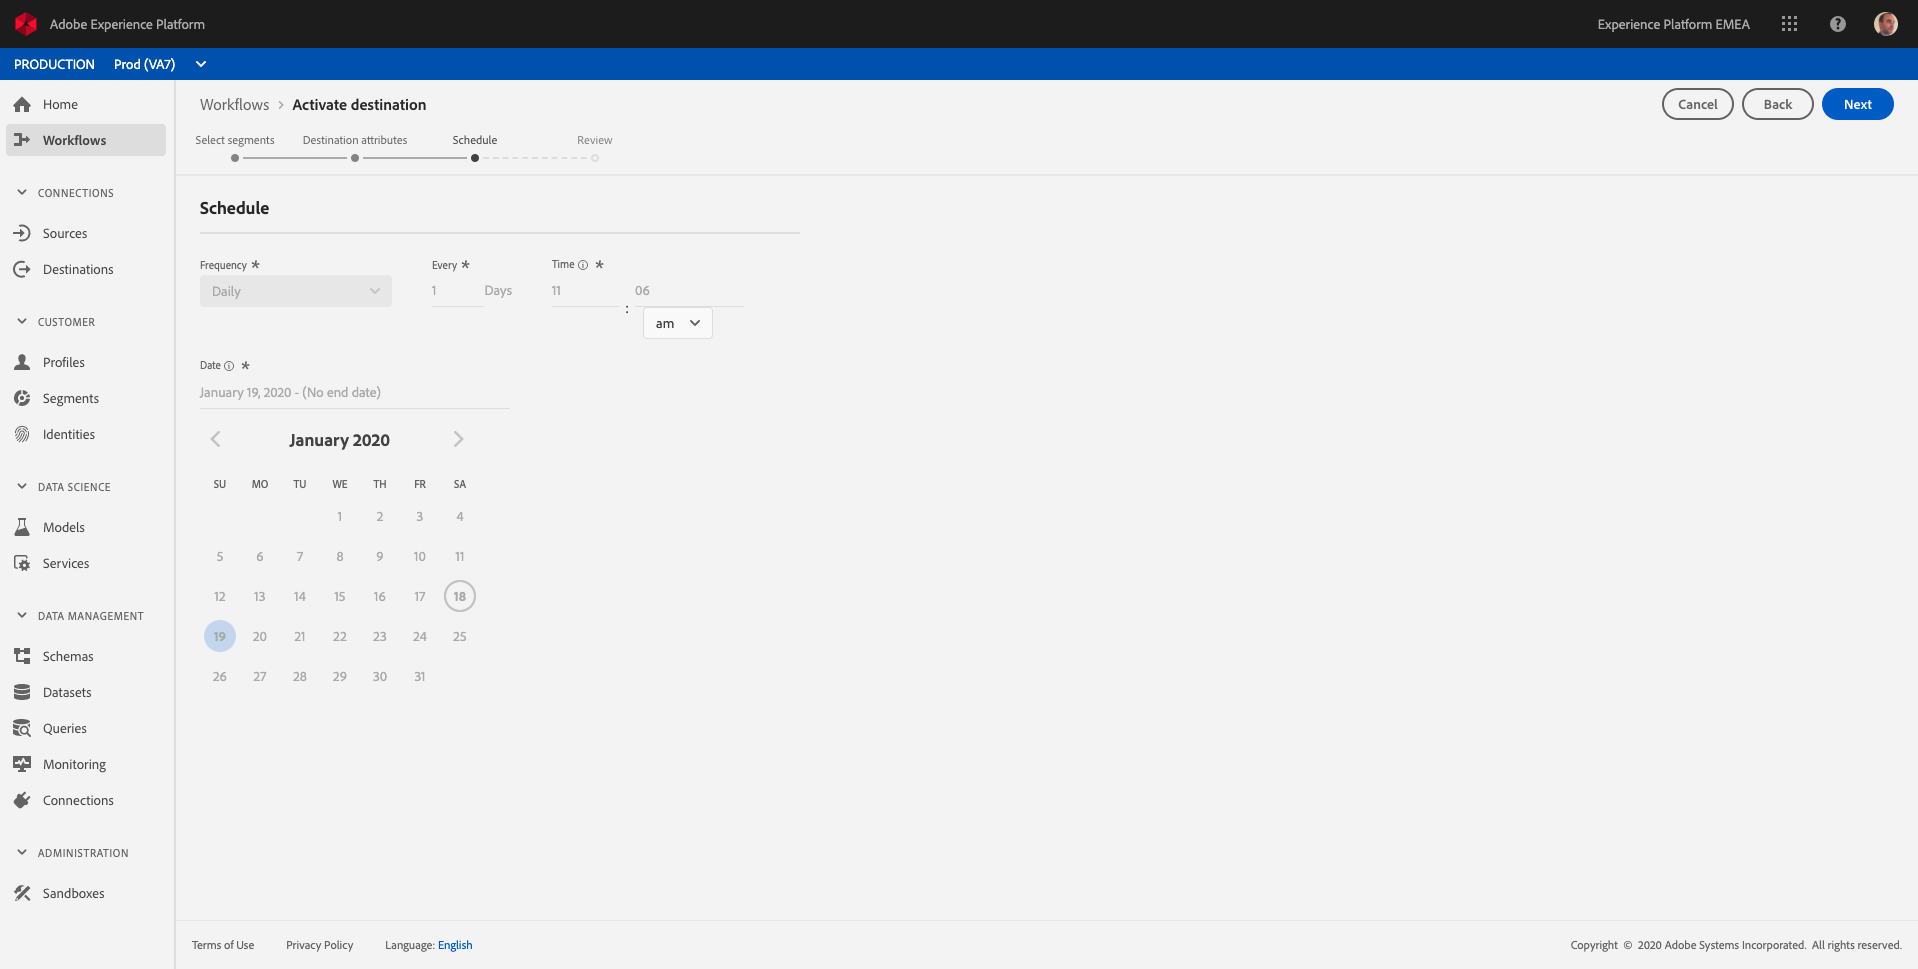 Adobe Experience Platform
Experience Platform EMEA
?
PRODUCTION Prod (VA7)
Home
Workflows
CONNECTIONS
Sources
Destinations
CUSTOMER
Profiles
Segments
Identities
DATA SCIENCE
Models
Services
DATA MANAGEMENT
Schemas
Datasets
Queries
Monitoring
Connections
ADMINISTRATION
Sandboxes
Workflows > Activate destination
Cancel Back Next
Select segments Destination attributes Schedule Review
Schedule
Frequency * Every * Time *
Daily 1 Days 11 : 06
am
Date *
January 19, 2020 - (No end date)
January 2020
SU MO TU WE TH FR SA
1 2 3 4
5 6 7 8 9 10 11
12 13 14 15 16 17 18
19 20 21 22 23 24 25
26 27 28 29 30 31
Terms of Use Privacy Policy Language: English
Copyright © 2020 Adobe Systems Incorporated. All rights reserved.